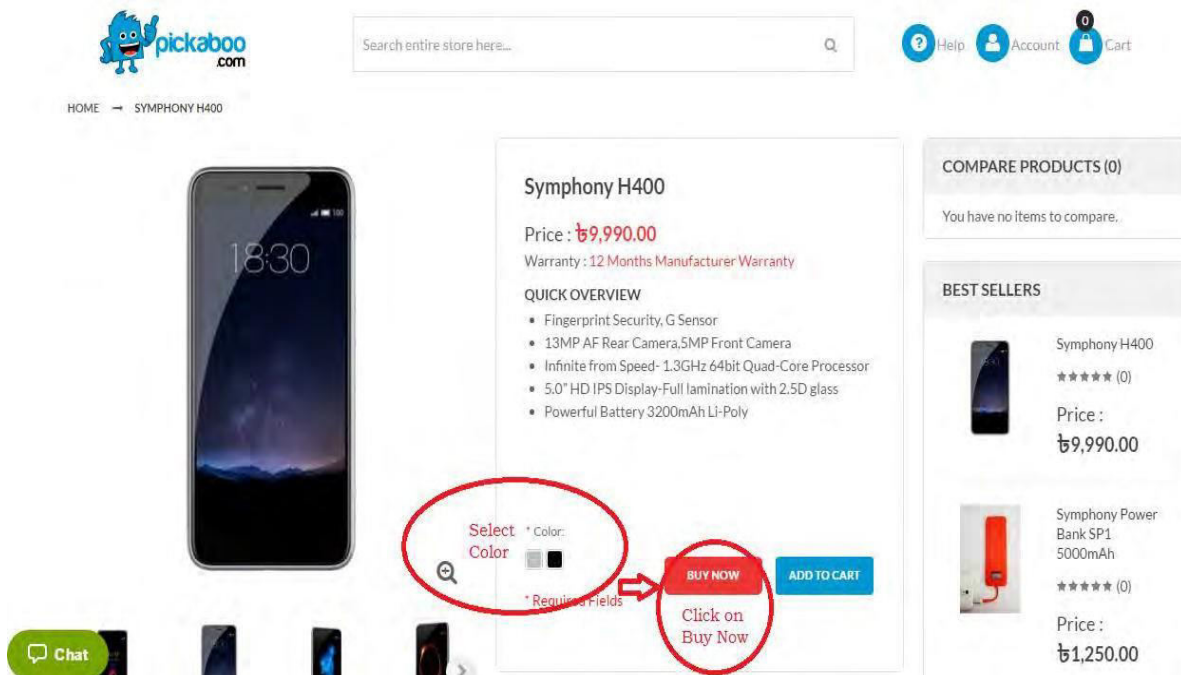 pickaboo
.com
Search entire store here...
0
? Help Account Cart
HOME → SYMPHONY H400
18:30
100
Symphony H400
Price : ৳9,990.00
Warranty : 12 Months Manufacturer Warranty
QUICK OVERVIEW
• Fingerprint Security, G Sensor
• 13MP AF Rear Camera,5MP Front Camera
• Infinite from Speed- 1.3GHz 64bit Quad-Core Processor
• 5.0" HD IPS Display-Full lamination with 2.5D glass
• Powerful Battery 3200mAh Li-Poly
Select
Color
* Color:
* Required Fields
BUY NOW
ADD TO CART
Click on
Buy Now
Chat
COMPARE PRODUCTS (0)
You have no items to compare.
BEST SELLERS
Symphony H400
★★★★★ (0)
Price :
৳9,990.00
Symphony Power
Bank SP1
5000mAh
★★★★★ (0)
Price :
৳1,250.00